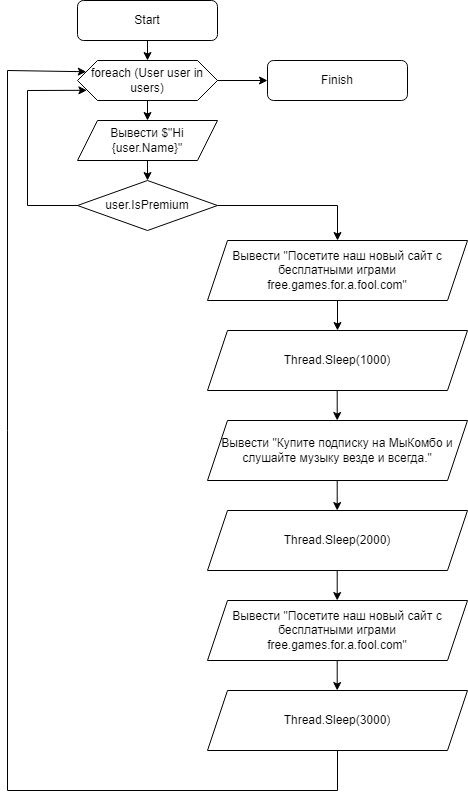 Start
foreach (User user in
users)
Finish
Вывести $"Hi
{user.Name}"
user.IsPremium
Вывести "Посетите наш новый сайт с
бесплатными играми
free.games.for.a.fool.com"
Thread.Sleep(1000)
Вывести "Купите подписку на МыКомбо и
слушайте музыку везде и всегда."
Thread.Sleep(2000)
Вывести "Посетите наш новый сайт с
бесплатными играми
free.games.for.a.fool.com"
Thread.Sleep(3000)